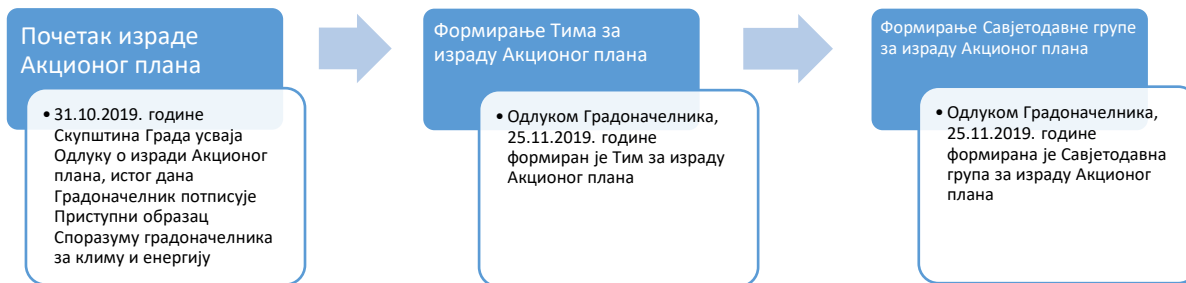 Почетак израде
Акционог плана
• 31.10.2019. године
Скупштина Града усваја
Одлуку о изради Акционог
плана, истог дана
Градоначелник потписује
Приступни образац
Споразуму градоначелника
за климу и енергију
Формирање Тима за
израду Акционог плана
• Одлуком Градоначелника,
25.11.2019. године
формиран је Тим за израду
Акционог плана
Формирање Савјетодавне групе
за израду Акционог плана
• Одлуком Градоначелника,
25.11.2019. године
формирана је Савјетодавна
група за израду Акционог
плана